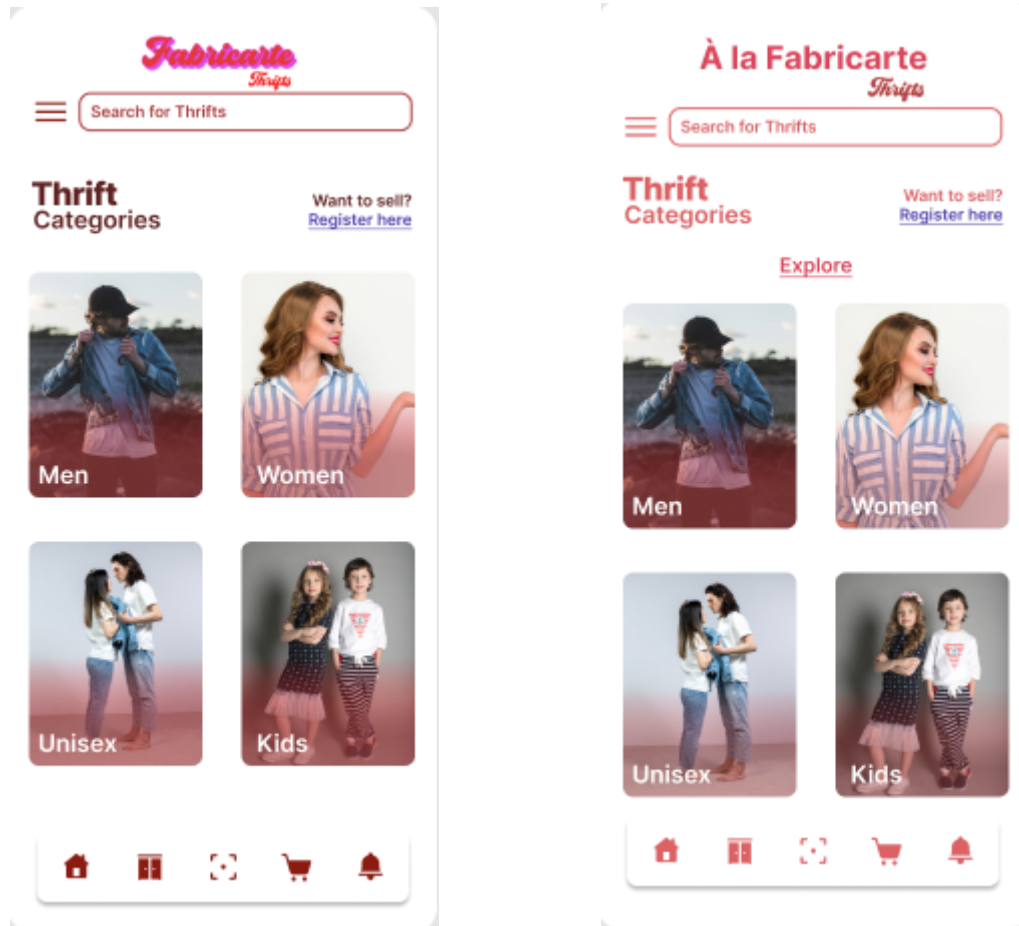 Fabricarte
Thrifts
Search for Thrifts
Thrift
Categories
Want to sell?
Register here
Men
Women
Unisex
Kids
À la Fabricarte
Thrifts
Search for Thrifts
Thrift
Categories
Want to sell?
Register here
Explore
Men
Women
Unisex
Kids